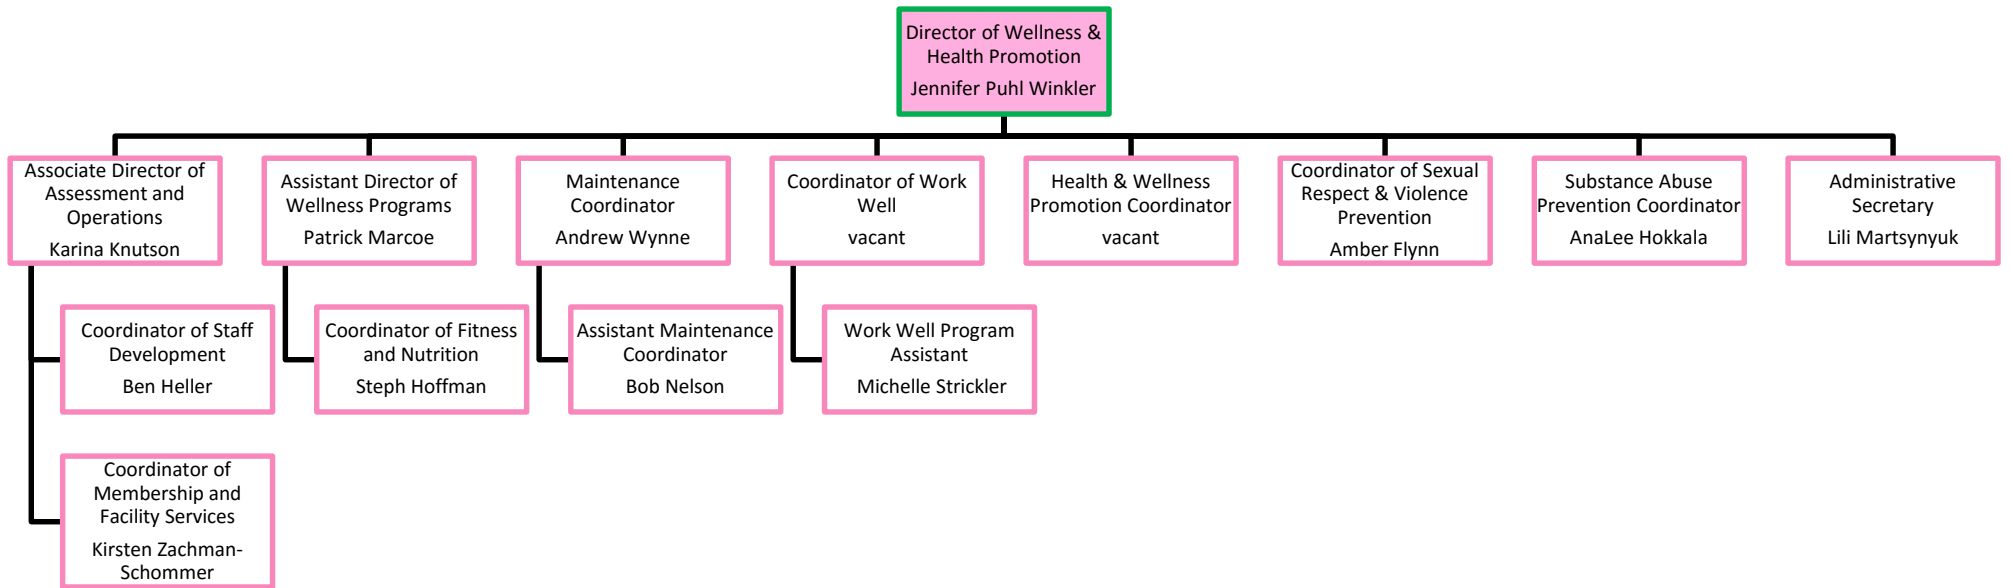 Director of Wellness &
Health Promotion
Jennifer Puhl Winkler
Associate Director of
Assessment and
Operations
Karina Knutson
Assistant Director of
Wellness Programs
Patrick Marcoe
Maintenance
Coordinator
Andrew Wynne
Coordinator of Work
Well
vacant
Health & Wellness
Promotion Coordinator
vacant
Coordinator of Sexual
Respect & Violence
Prevention
Amber Flynn
Substance Abuse
Prevention Coordinator
AnaLee Hokkala
Administrative
Secretary
Lili Martsynyuk
Coordinator of Staff
Development
Ben Heller
Coordinator of Fitness
and Nutrition
Steph Hoffman
Assistant Maintenance
Coordinator
Bob Nelson
Work Well Program
Assistant
Michelle Strickler
Coordinator of
Membership and
Facility Services
Kirsten Zachman-
Schommer